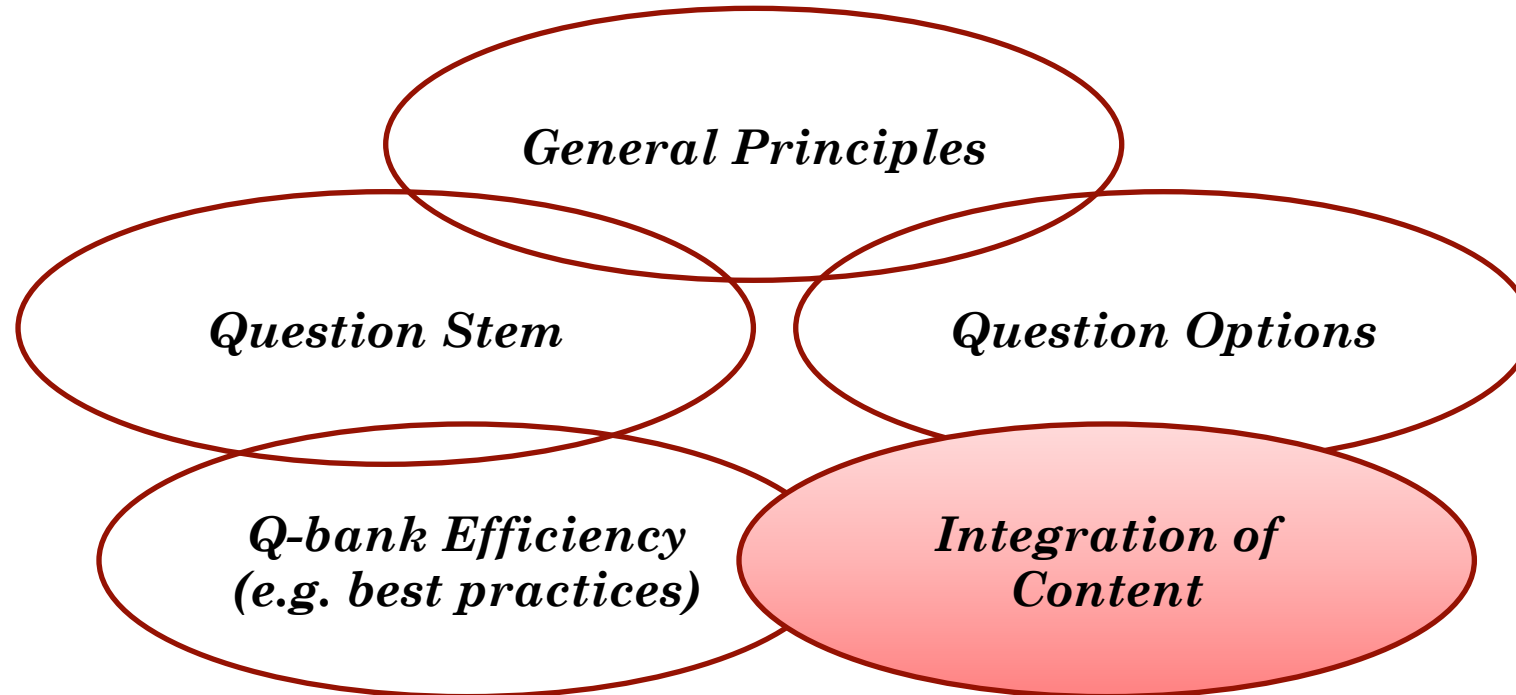 General Principles
Question Stem
Question Options
Q-bank Efficiency
(e.g. best practices)
Integration of
Content